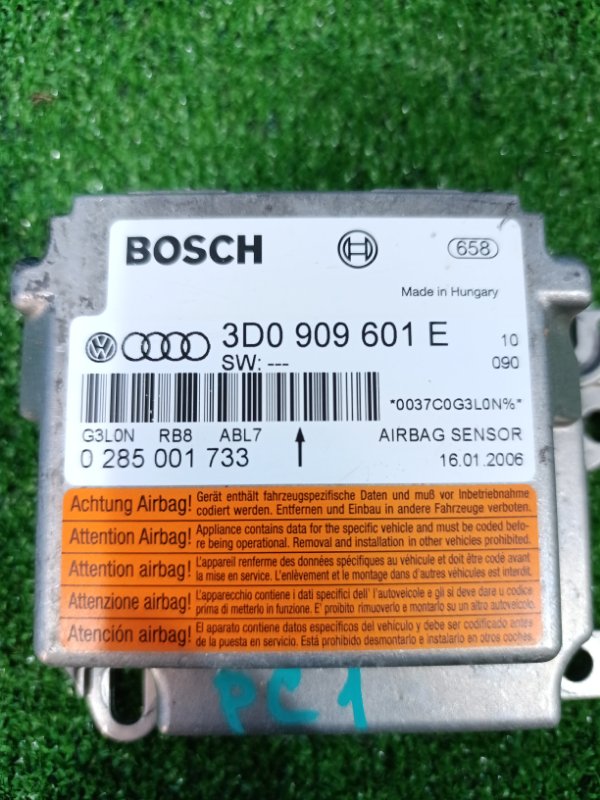 BOSCH
658
Made in Hungary
3D0 909 601 E
10
SW: ---
090
*0037C0G3L0N%*
G3L0N RB8 ABL7
AIRBAG SENSOR
0 285 001 733
16.01.2006
Achtung Airbag! Gerät enthält fahrzeugspezifische Daten und muß vor Inbetriebnahme
codiert werden. Entfernen und Einbau in andere Fahrzeuge verboten.
Attention Airbag! Appliance contains data for the specific vehicle and must be coded befo-
re being operational. Removal and installation in other vehicles prohibited.
Attention airbag! L'appareil renferme des données spécifiques au véhicule et doit être codé avant
la mise en service. L'enlèvement et le montage dans d'autres véhicules est interdit.
Attenzione airbag! L'apparecchio contiene i dati specifici dell' l'autoveicolo e gli si deve dare u codice
prima di metterlo in funzione. E' proibito rimuoverlo e montarlo su un altro autoveicolo.
Atención airbag! El aparato contiene datos específicos del vehículo y debe ser codificado antes
de la puesta en servicio. Está prohibido desmontarlo e instalarlo en otros coches.
PC1